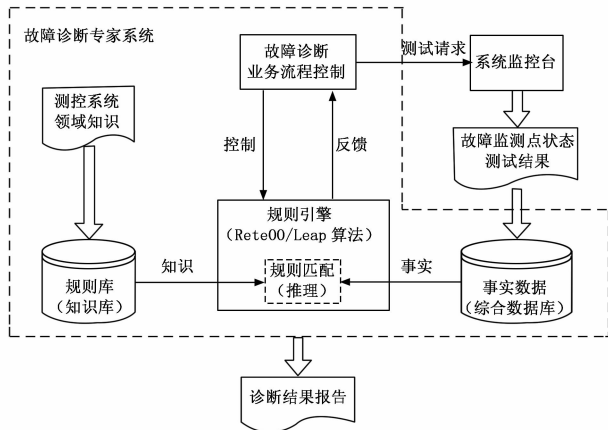 故障诊断专家系统
故障诊断
业务流程控制
测试请求
系统监控台
测控系统
领域知识
控制
反馈
故障监测点状态
测试结果
规则引擎
(ReteOO/Leap 算法)
知识
规则匹配
(推理)
事实
规则库
(知识库)
事实数据
(综合数据库)
诊断结果报告